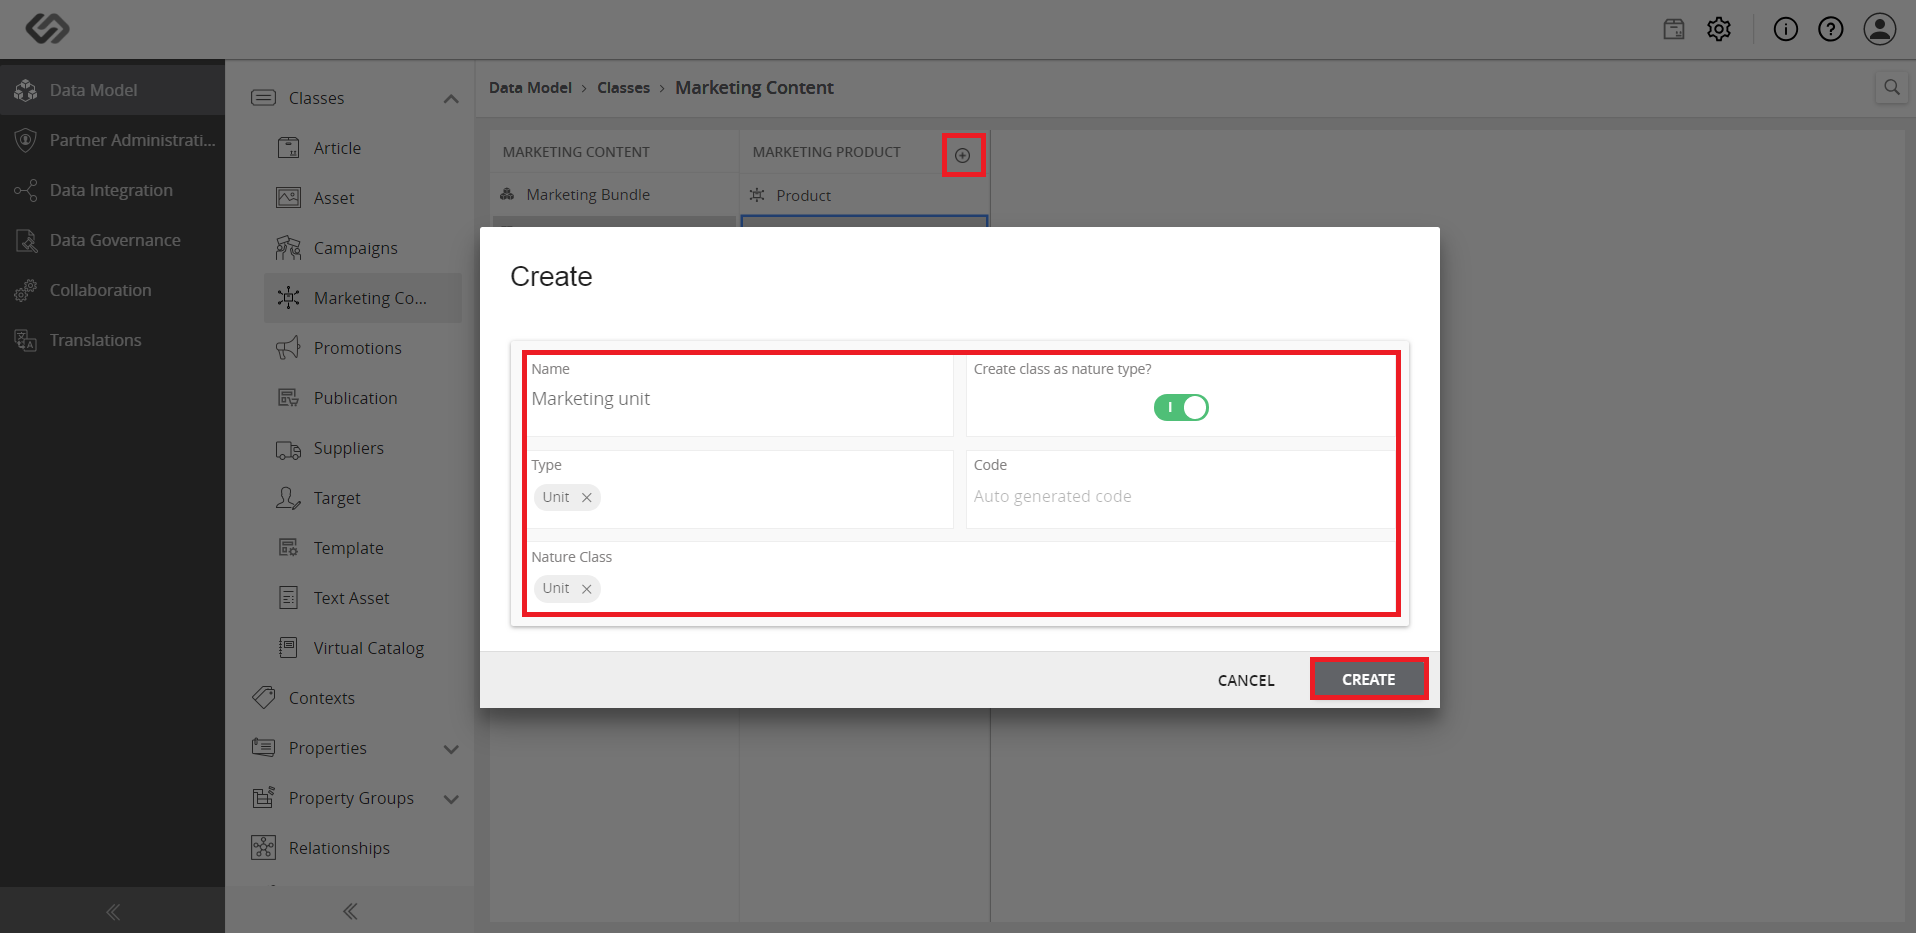 Data Model
Partner Administrati...
Data Integration
Data Governance
Collaboration
Translations
Classes
Article
Asset
Campaigns
Marketing Co...
Promotions
Publication
Suppliers
Target
Template
Text Asset
Virtual Catalog
Contexts
Properties
Property Groups
Relationships
Data Model › Classes › Marketing Content
MARKETING CONTENT
Marketing Bundle
MARKETING PRODUCT
Product
Create
Name
Marketing unit
Create class as nature type?
Type
Unit
Code
Auto generated code
Nature Class
Unit
CANCEL
CREATE